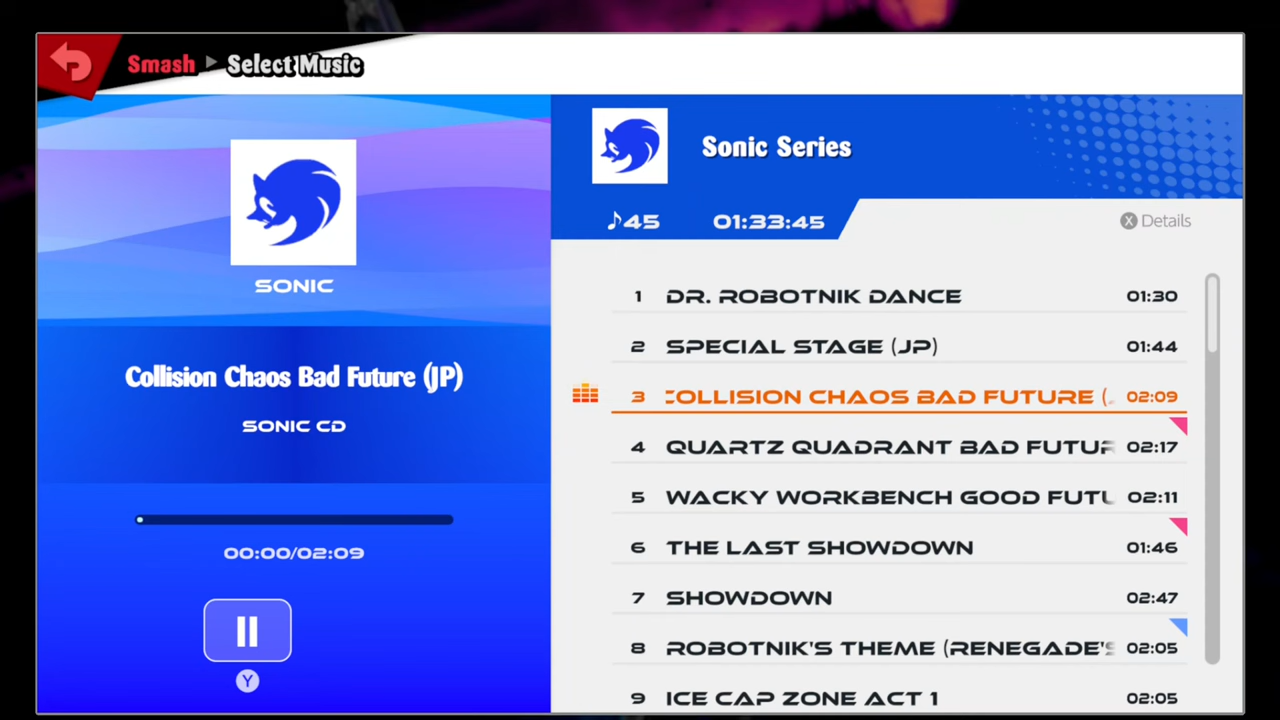 Smash ▶ Select Music
Sonic Series
♪45 01:33:45
X Details
SONIC
Collision Chaos Bad Future (JP)
SONIC CD
00:00/02:09
Y
1 DR. ROBOTNIK DANCE 01:30
2 SPECIAL STAGE (JP) 01:44
3 COLLISION CHAOS BAD FUTURE ( 02:09
4 QUARTZ QUADRANT BAD FUTUR 02:17
5 WACKY WORKBENCH GOOD FUTU 02:11
6 THE LAST SHOWDOWN 01:46
7 SHOWDOWN 02:47
8 ROBOTNIK'S THEME (RENEGADE'S 02:05
9 ICE CAP ZONE ACT 1 02:05